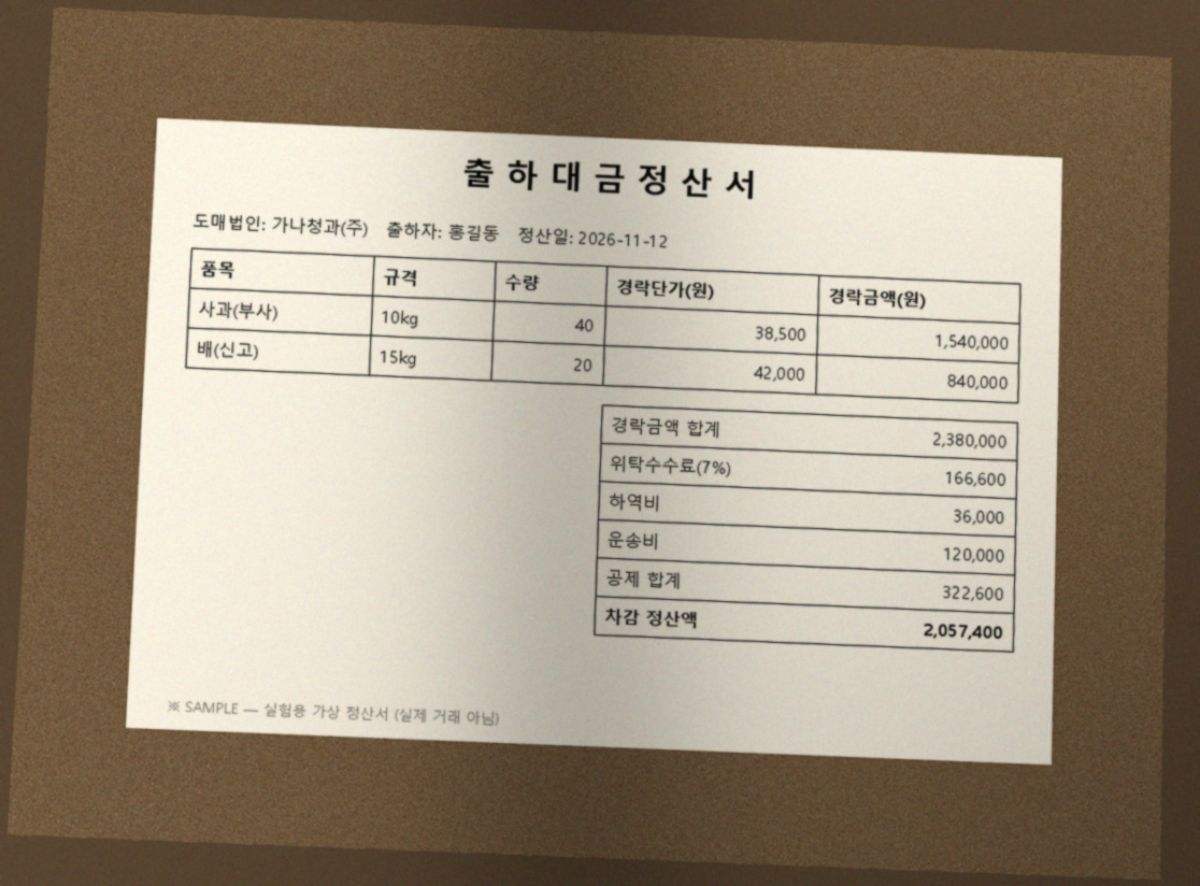 출하대금정산서
도매법인: 가나청과(주) 출하자: 홍길동 정산일: 2026-11-12
품목 규격 수량 경락단가(원) 경락금액(원)
사과(부사) 10kg 40 38,500 1,540,000
배(신고) 15kg 20 42,000 840,000
경락금액 합계 2,380,000
위탁수수료(7%) 166,600
하역비 36,000
운송비 120,000
공제 합계 322,600
차감 정산액 2,057,400
※ SAMPLE — 실험용 가상 정산서 (실제 거래 아님)